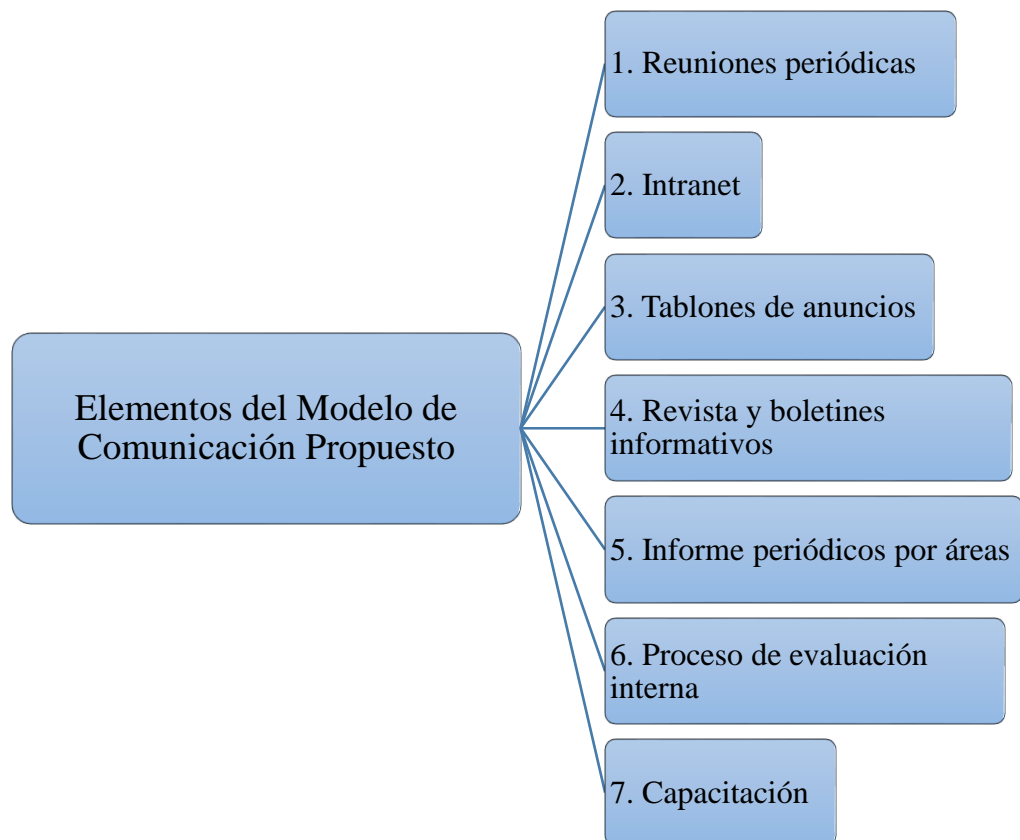 1. Reuniones periódicas
2. Intranet
3. Tablones de anuncios
Elementos del Modelo de
Comunicación Propuesto
4. Revista y boletines
informativos
5. Informe periódicos por áreas
6. Proceso de evaluación
interna
7. Capacitación